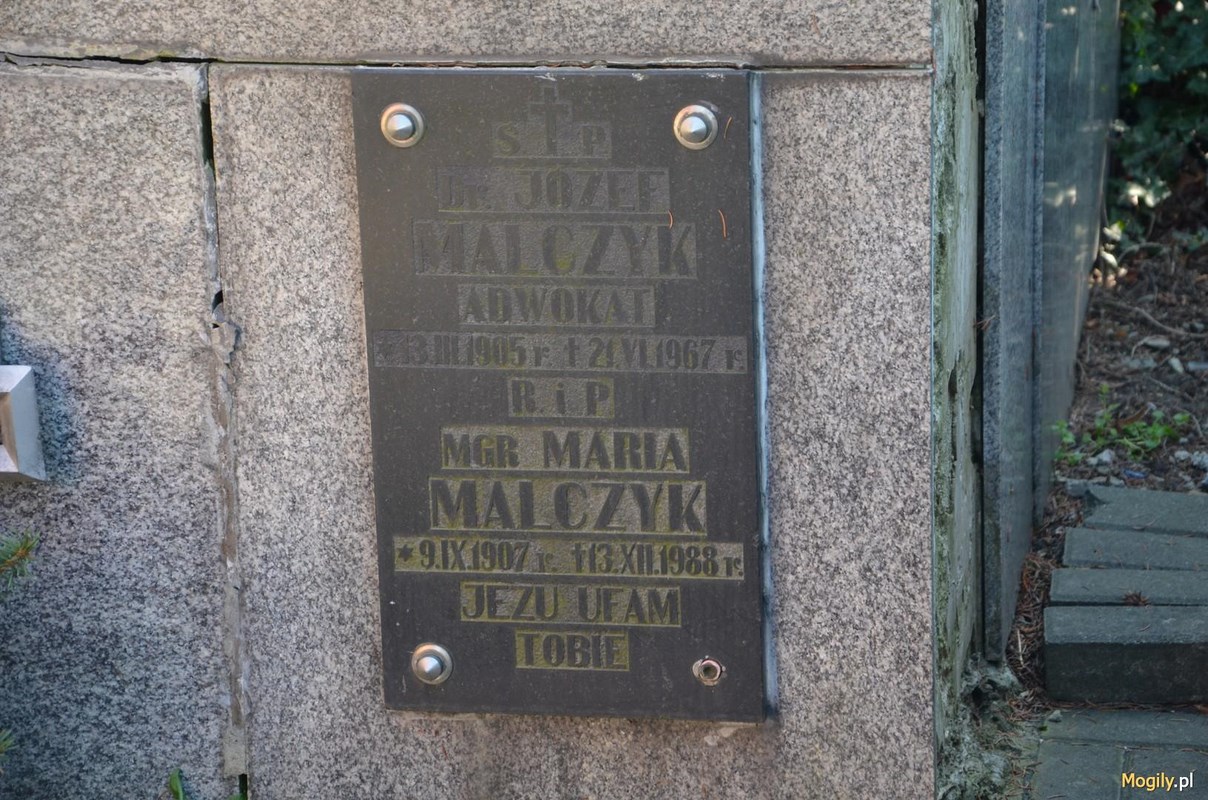 S † P
Dr. JÓZEF
MALCZYK
ADWOKAT
* 13.III.1905 r. † 21.VI.1967 r.
R. i P
MGR MARIA
MALCZYK
* 9.IX.1907 r. † 13.XII.1988 r.
JEZU UFAM
TOBIE
Mogily.pl